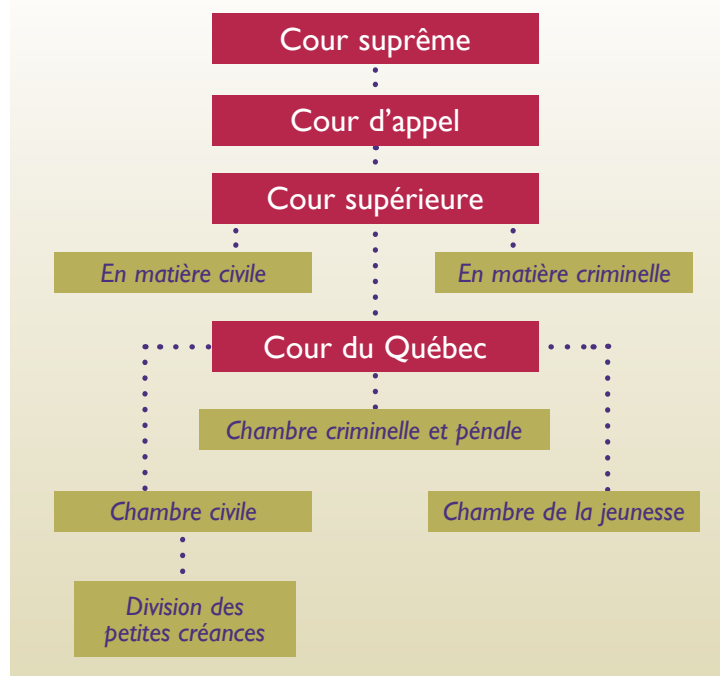 Cour suprême
Cour d'appel
Cour supérieure
En matière civile
En matière criminelle
Cour du Québec
Chambre criminelle et pénale
Chambre civile
Chambre de la jeunesse
Division des
petites créances